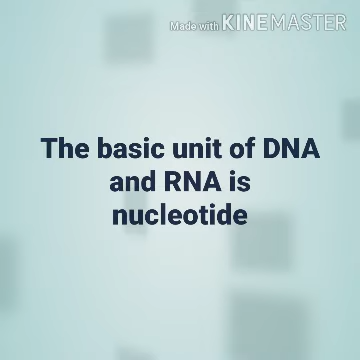 Made with KINEMASTER
The basic unit of DNA
and RNA is
nucleotide